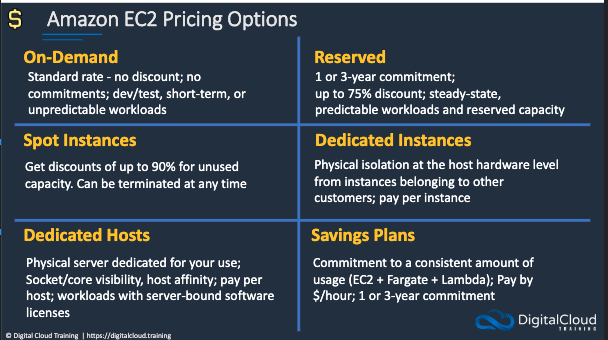 $
Amazon EC2 Pricing Options
On-Demand
Standard rate - no discount; no
commitments; dev/test, short-term, or
unpredictable workloads
Reserved
1 or 3-year commitment;
up to 75% discount; steady-state,
predictable workloads and reserved capacity
Spot Instances
Get discounts of up to 90% for unused
capacity. Can be terminated at any time
Dedicated Instances
Physical isolation at the host hardware level
from instances belonging to other
customers; pay per instance
Dedicated Hosts
Physical server dedicated for your use;
Socket/core visibility, host affinity; pay per
host; workloads with server-bound software
licenses
Savings Plans
Commitment to a consistent amount of
usage (EC2 + Fargate + Lambda); Pay by
$/hour; 1 or 3-year commitment
DigitalCloud
TRAINING
© Digital Cloud Training | https://digitalcloud.training